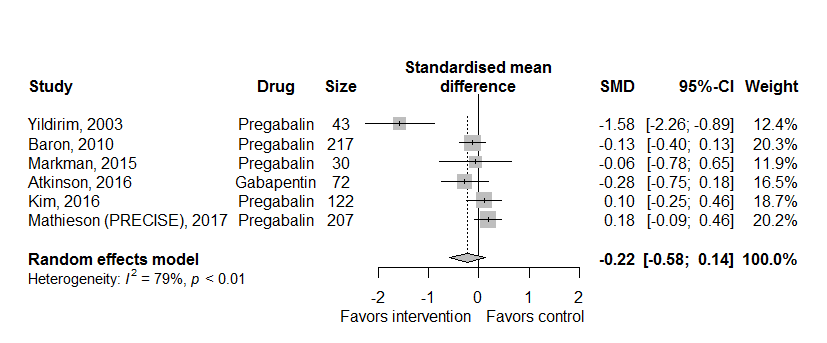 Standardised mean
Study Drug Size difference SMD 95%-CI Weight
Yildirim, 2003 Pregabalin 43 -1.58 [-2.26; -0.89] 12.4%
Baron, 2010 Pregabalin 217 -0.13 [-0.40; 0.13] 20.3%
Markman, 2015 Pregabalin 30 -0.06 [-0.78; 0.65] 11.9%
Atkinson, 2016 Gabapentin 72 -0.28 [-0.75; 0.18] 16.5%
Kim, 2016 Pregabalin 122 0.10 [-0.25; 0.46] 18.7%
Mathieson (PRECISE), 2017 Pregabalin 207 0.18 [-0.09; 0.46] 20.2%
Random effects model -0.22 [-0.58; 0.14] 100.0%
Heterogeneity: I² = 79%, p < 0.01
-2 -1 0 1 2
Favors intervention Favors control